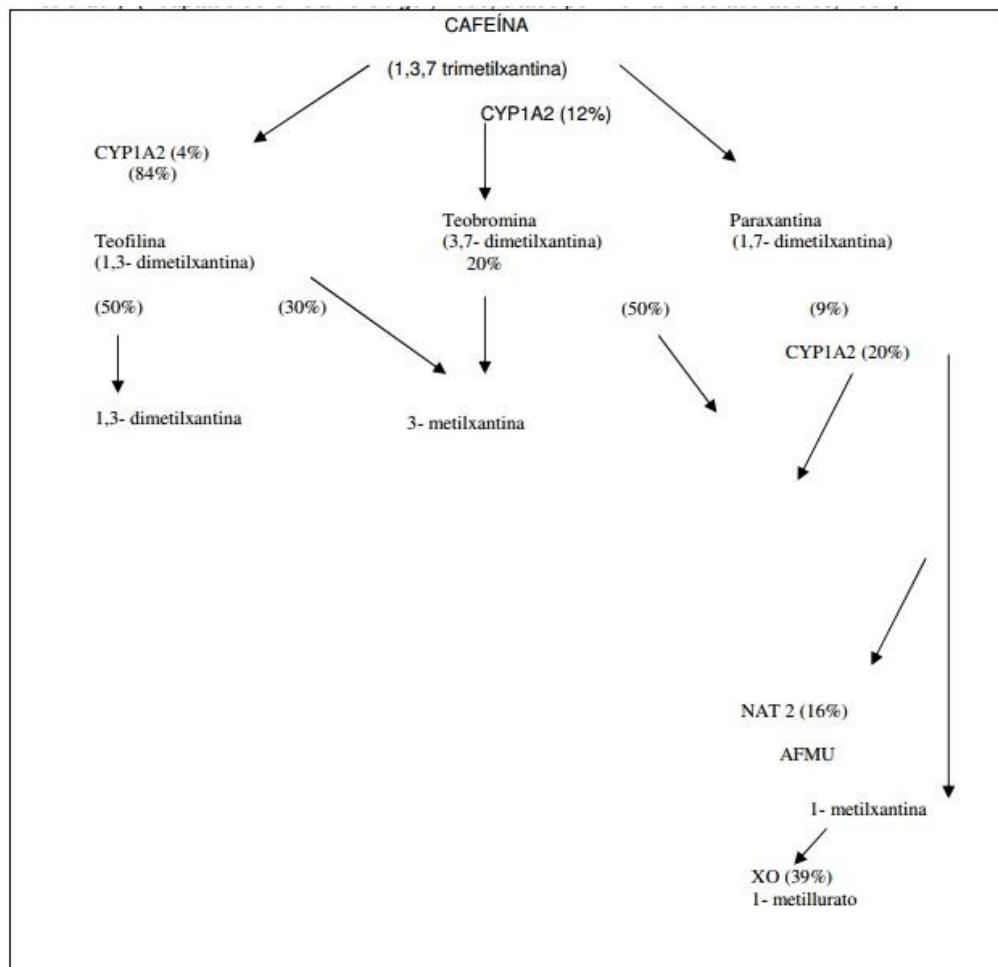 CAFEÍNA
(1,3,7 trimetilxantina)
CYP1A2 (12%)
CYP1A2 (4%)
(84%)
Teofilina
(1,3- dimetilxantina)
Teobromina
(3,7- dimetilxantina)
20%
Paraxantina
(1,7- dimetilxantina)
(50%) (30%) (50%) (9%)
CYP1A2 (20%)
1,3- dimetilxantina
3- metilxantina
NAT 2 (16%)
AFMU
1- metilxantina
XO (39%)
1- metillurato